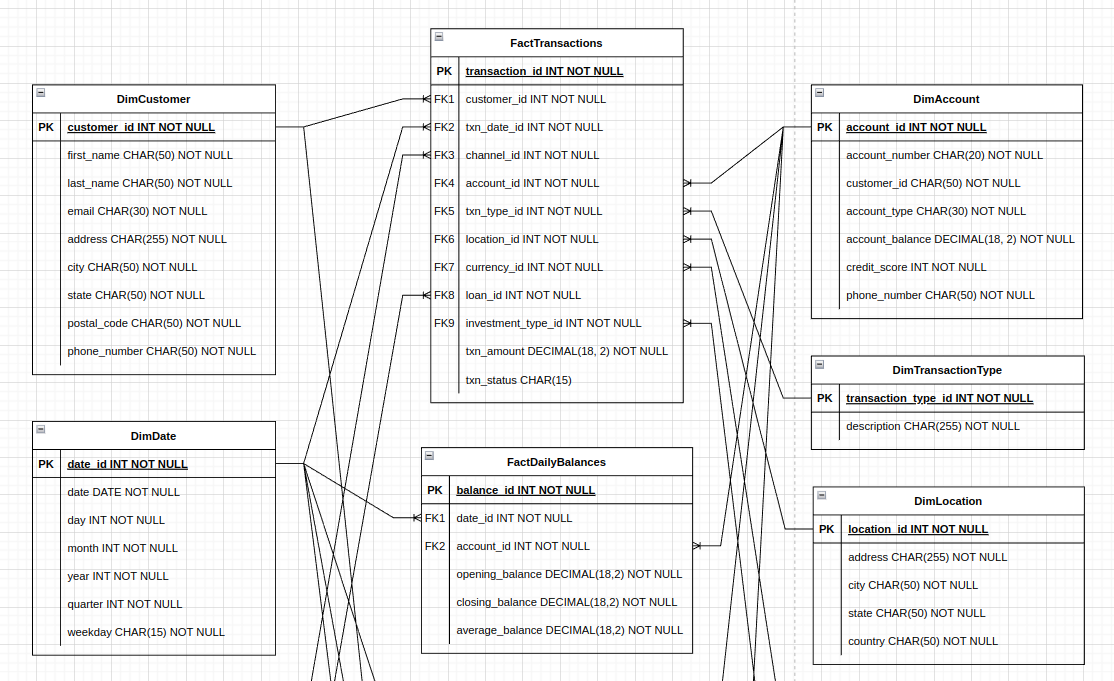 FactTransactions
PK transaction_id INT NOT NULL
FK1 customer_id INT NOT NULL
FK2 txn_date_id INT NOT NULL
FK3 channel_id INT NOT NULL
FK4 account_id INT NOT NULL
FK5 txn_type_id INT NOT NULL
FK6 location_id INT NOT NULL
FK7 currency_id INT NOT NULL
FK8 loan_id INT NOT NULL
FK9 investment_type_id INT NOT NULL
txn_amount DECIMAL(18, 2) NOT NULL
txn_status CHAR(15)
DimCustomer
PK customer_id INT NOT NULL
first_name CHAR(50) NOT NULL
last_name CHAR(50) NOT NULL
email CHAR(30) NOT NULL
address CHAR(255) NOT NULL
city CHAR(50) NOT NULL
state CHAR(50) NOT NULL
postal_code CHAR(50) NOT NULL
phone_number CHAR(50) NOT NULL
DimAccount
PK account_id INT NOT NULL
account_number CHAR(20) NOT NULL
customer_id CHAR(50) NOT NULL
account_type CHAR(30) NOT NULL
account_balance DECIMAL(18, 2) NOT NULL
credit_score INT NOT NULL
phone_number CHAR(50) NOT NULL
DimTransactionType
PK transaction_type_id INT NOT NULL
description CHAR(255) NOT NULL
DimDate
PK date_id INT NOT NULL
date DATE NOT NULL
day INT NOT NULL
month INT NOT NULL
year INT NOT NULL
quarter INT NOT NULL
weekday CHAR(15) NOT NULL
FactDailyBalances
PK balance_id INT NOT NULL
FK1 date_id INT NOT NULL
FK2 account_id INT NOT NULL
opening_balance DECIMAL(18,2) NOT NULL
closing_balance DECIMAL(18,2) NOT NULL
average_balance DECIMAL(18,2) NOT NULL
DimLocation
PK location_id INT NOT NULL
address CHAR(255) NOT NULL
city CHAR(50) NOT NULL
state CHAR(50) NOT NULL
country CHAR(50) NOT NULL